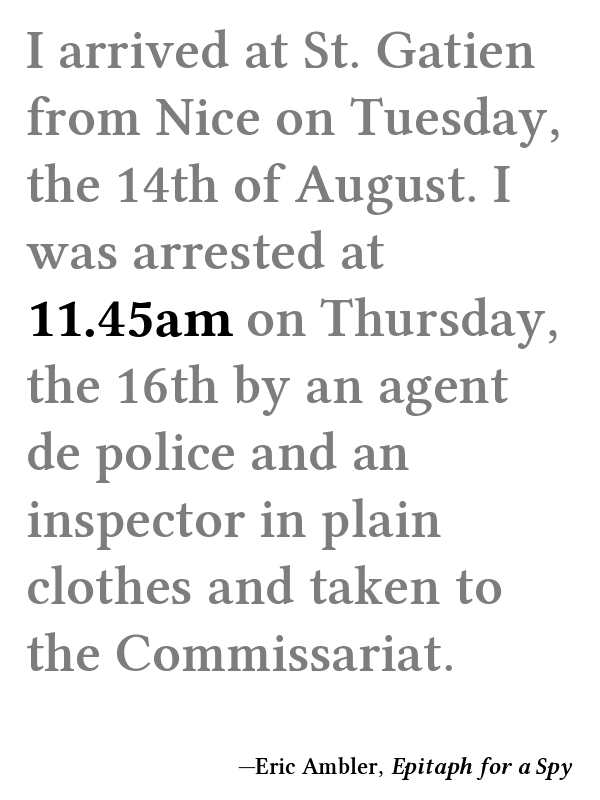 I arrived at St. Gatien
from Nice on Tuesday,
the 14th of August. I
was arrested at
11.45am on Thursday,
the 16th by an agent
de police and an
inspector in plain
clothes and taken to
the Commissariat.
—Eric Ambler, Epitaph for a Spy